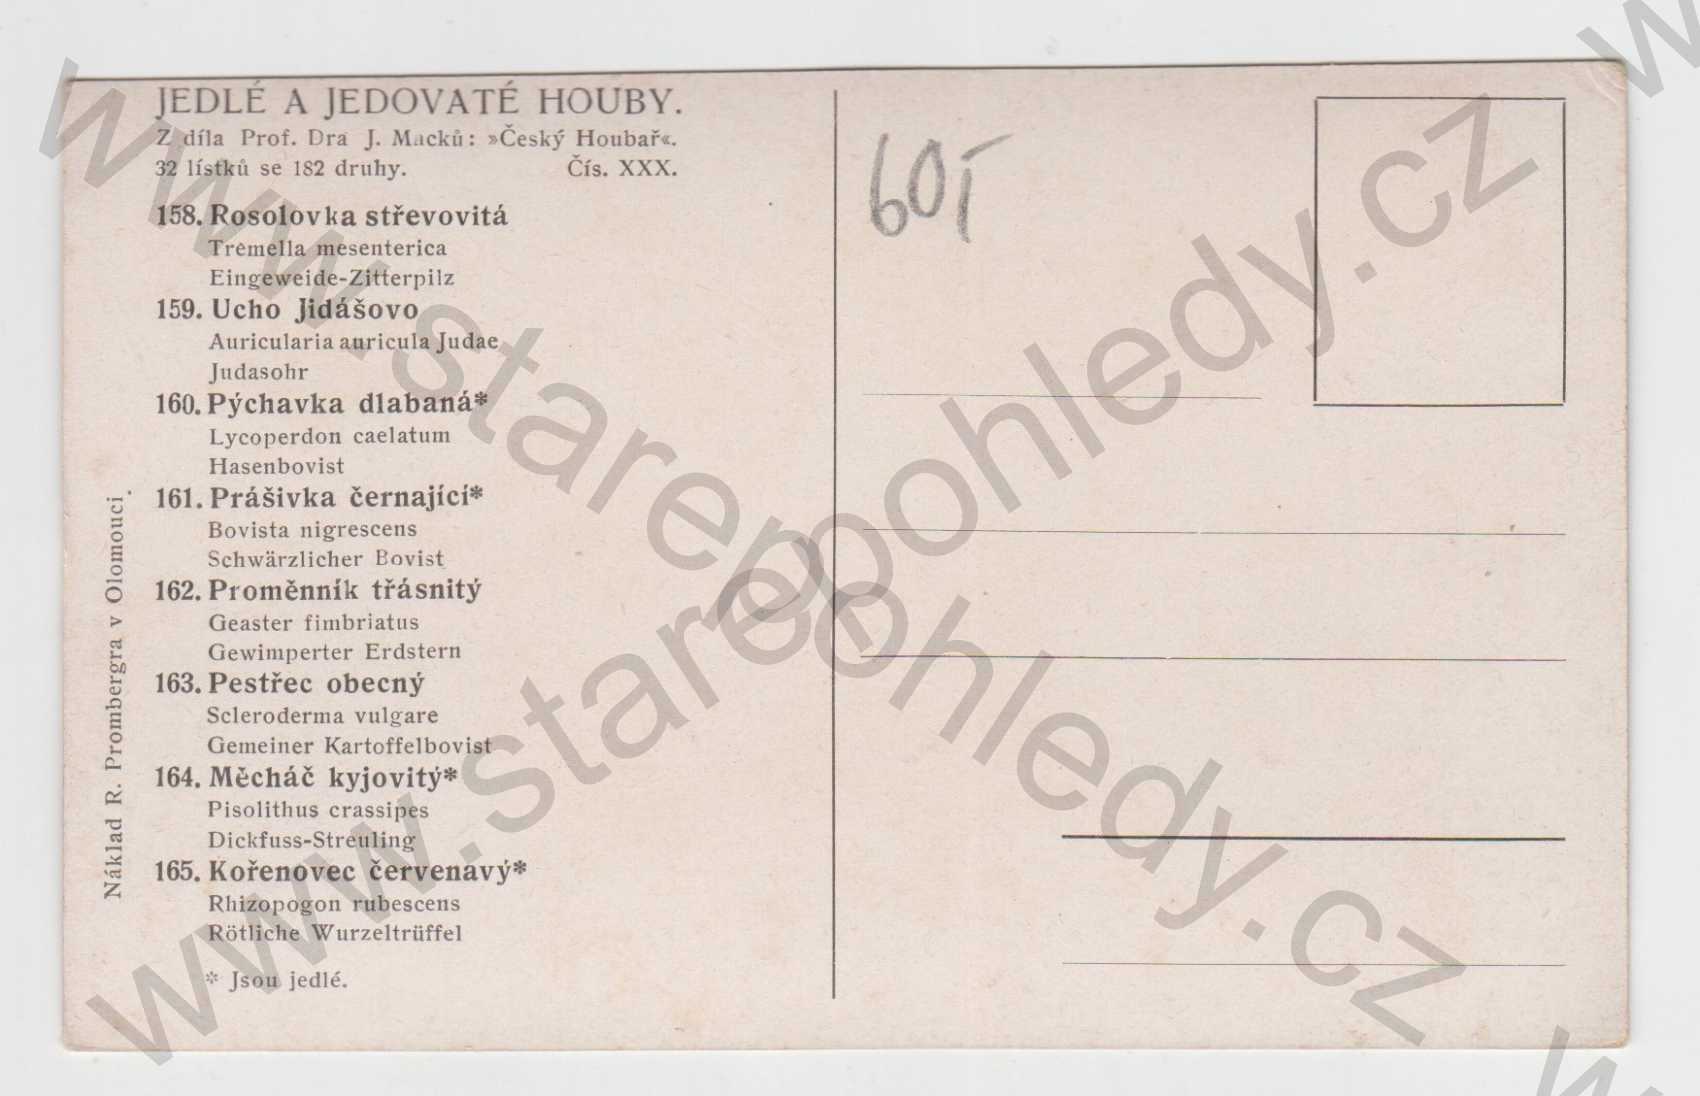 JEDLÉ A JEDOVATÉ HOUBY.
Z díla Prof. Dra J. Macků: »Český Houbař«.
32 lístků se 182 druhy. Čís. XXX.
158. Rosolovka střevovitá
Tremella mesenterica
Eingeweide-Zitterpilz
159. Ucho Jidášovo
Auricularia auricula Judae
Judasohr
160. Pýchavka dlabaná*
Lycoperdon caelatum
Hasenbovist
161. Prášivka černající*
Bovista nigrescens
Schwärzlicher Bovist
162. Proměnník třásnitý
Geaster fimbriatus
Gewimperter Erdstern
163. Pestřec obecný
Scleroderma vulgare
Gemeiner Kartoffelbovist
164. Měcháč kyjovitý*
Pisolithus crassipes
Dickfuss-Streuling
165. Kořenovec červenavý*
Rhizopogon rubescens
Rötliche Wurzeltrüffel
* Jsou jedlé.
Náklad R. Prombergra v Olomouci.
60
www.starepohledy.cz
www.starepohledy.cz